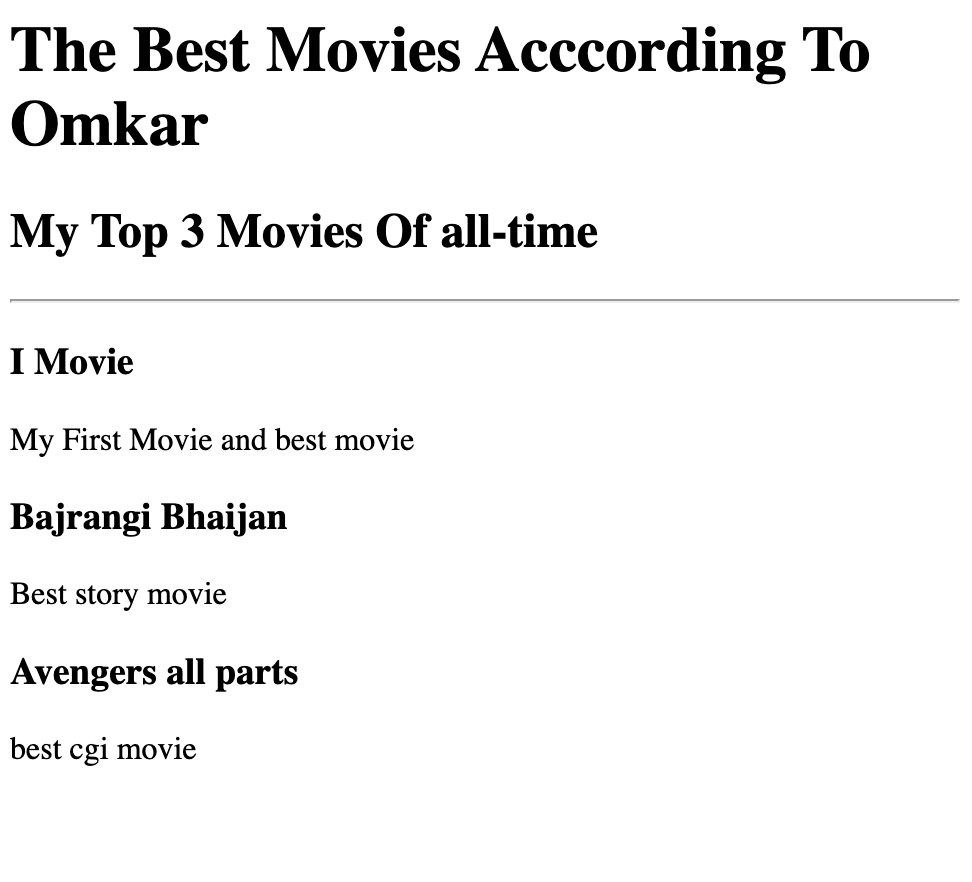 The Best Movies Acccording To
Omkar
My Top 3 Movies Of all-time
I Movie
My First Movie and best movie
Bajrangi Bhaijan
Best story movie
Avengers all parts
best cgi movie